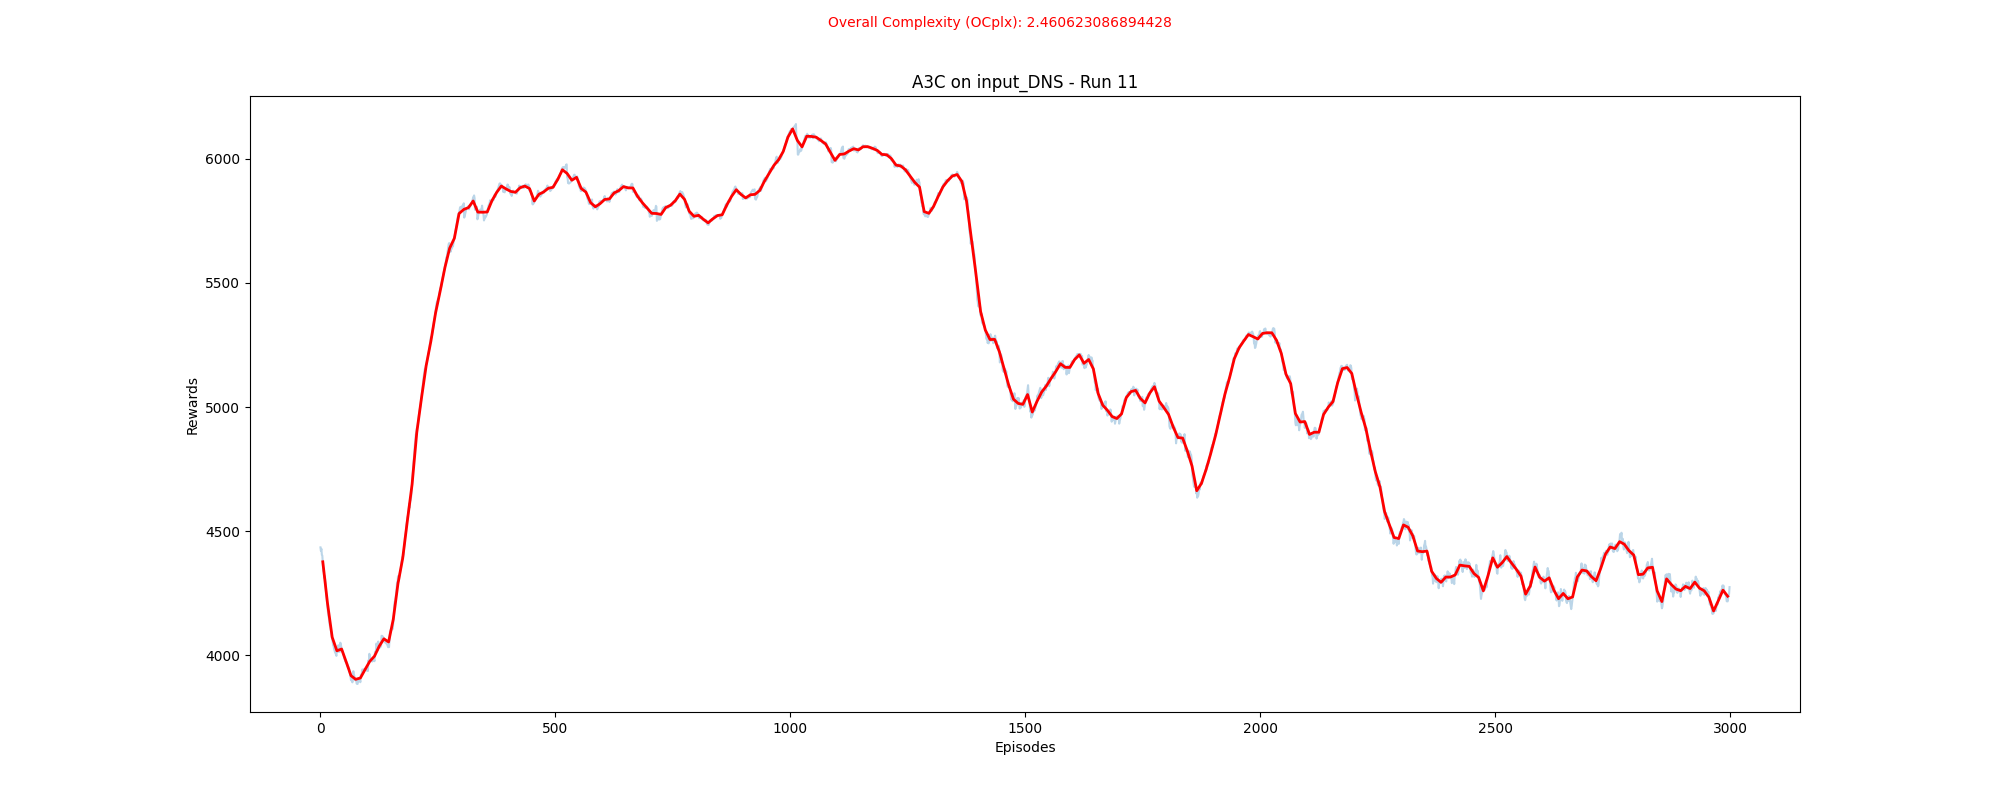 Overall Complexity (OCplx): 2.460623086894428
A3C on input_DNS - Run 11
Rewards
6000
5500
5000
4500
4000
0 500 1000 1500 2000 2500 3000
Episodes